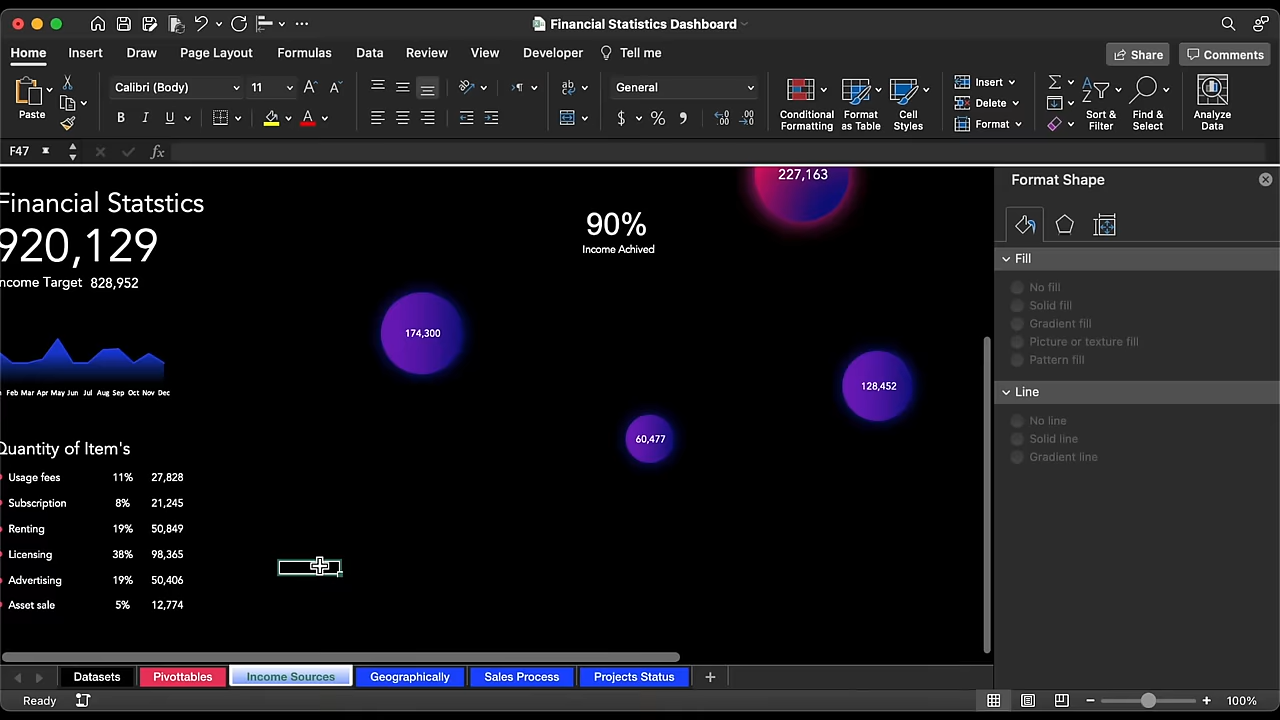 Financial Statistics Dashboard
Home Insert Draw Page Layout Formulas Data Review View Developer Tell me
Share Comments
Paste
Calibri (Body) 11
B I U
A A
ab
General
$ % 9
Conditional Formatting
Format as Table
Cell Styles
Insert
Delete
Format
Sort & Filter
Find & Select
Analyze Data
F47 fx
Financial Statstics
920,129
ncome Target 828,952
Feb Mar Apr May Jun Jul Aug Sep Oct Nov Dec
Quantity of Item's
Usage fees 11% 27,828
Subscription 8% 21,245
Renting 19% 50,849
Licensing 38% 98,365
Advertising 19% 50,406
Asset sale 5% 12,774
227,163
90%
Income Achived
174,300
128,452
60,477
Format Shape
Fill
No fill
Solid fill
Gradient fill
Picture or texture fill
Pattern fill
Line
No line
Solid line
Gradient line
Datasets Pivottables Income Sources Geographically Sales Process Projects Status
Ready
100%